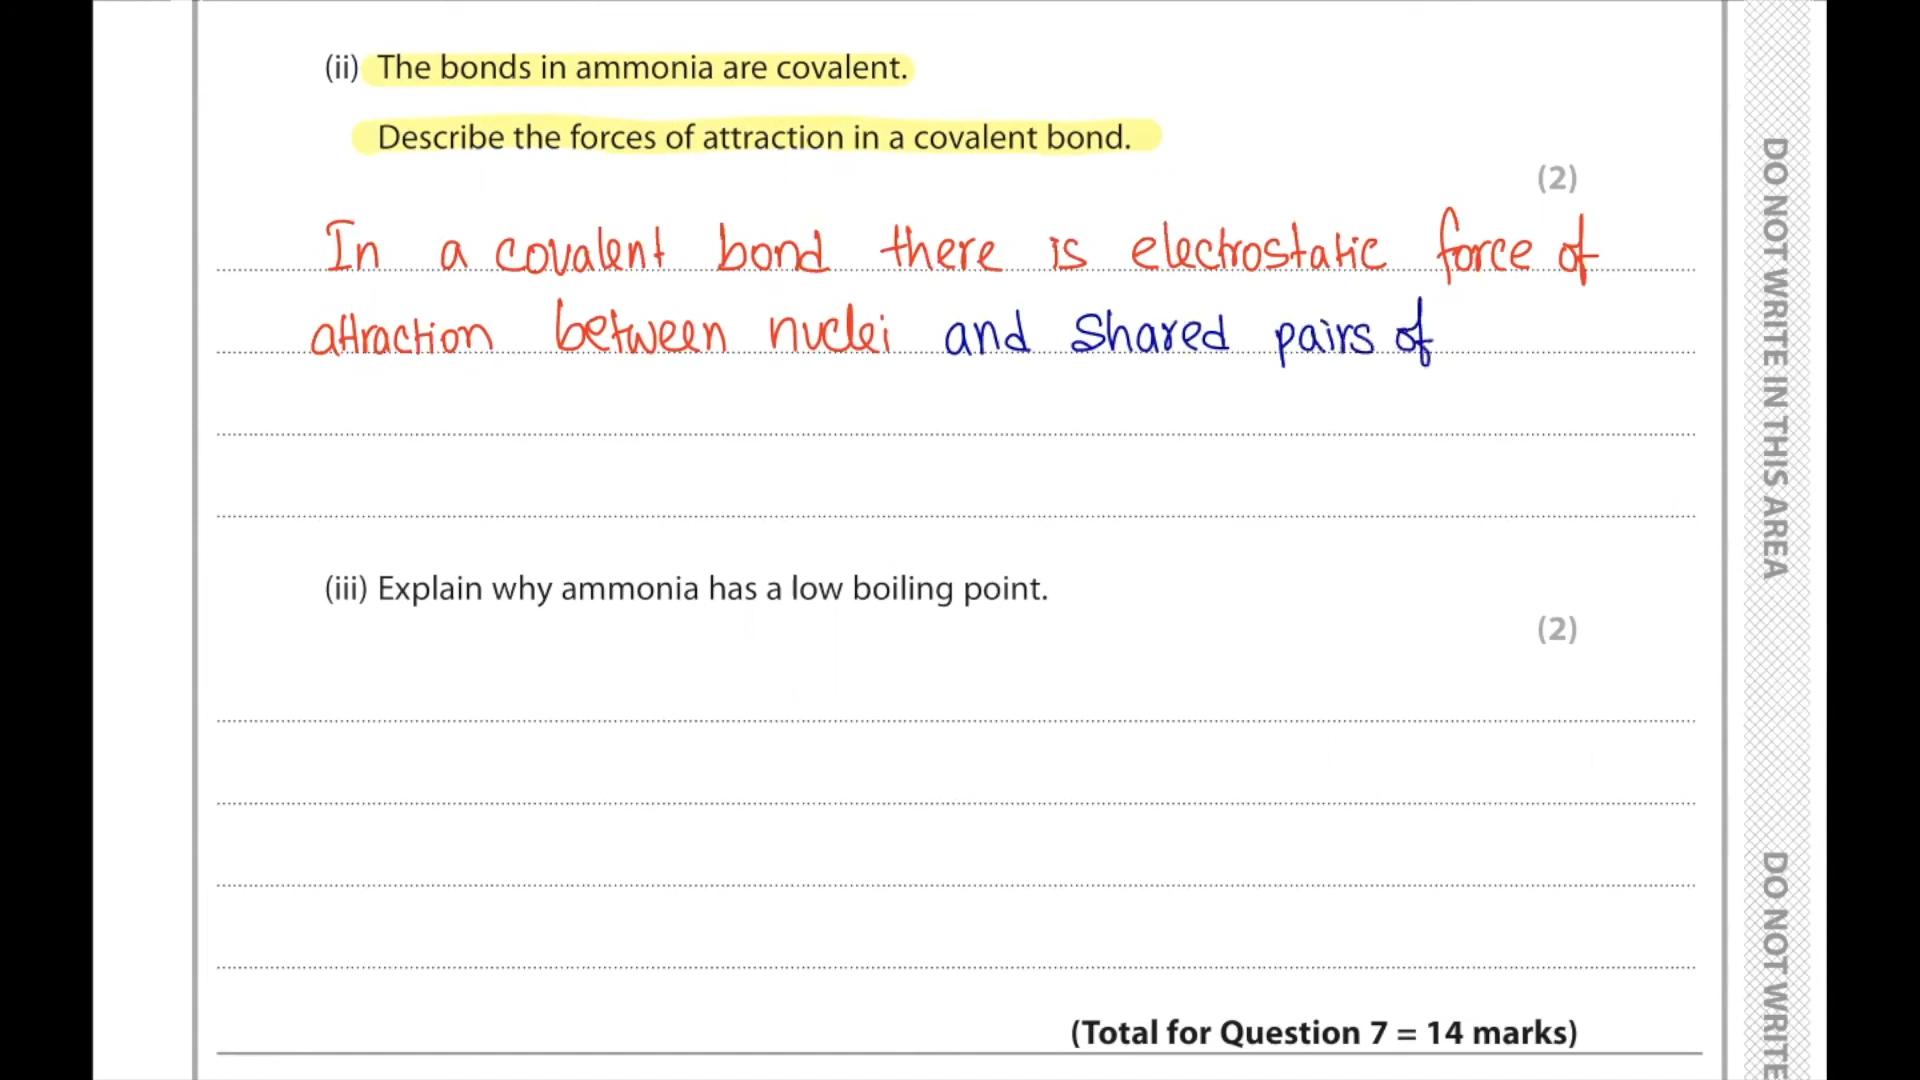 (ii) The bonds in ammonia are covalent.
Describe the forces of attraction in a covalent bond.
(2)
In a covalent bond there is electrostatic force of
attraction between nuclei and shared pairs of
(iii) Explain why ammonia has a low boiling point.
(2)
(Total for Question 7 = 14 marks)
DO NOT WRITE IN THIS AREA
DO NOT WRITE